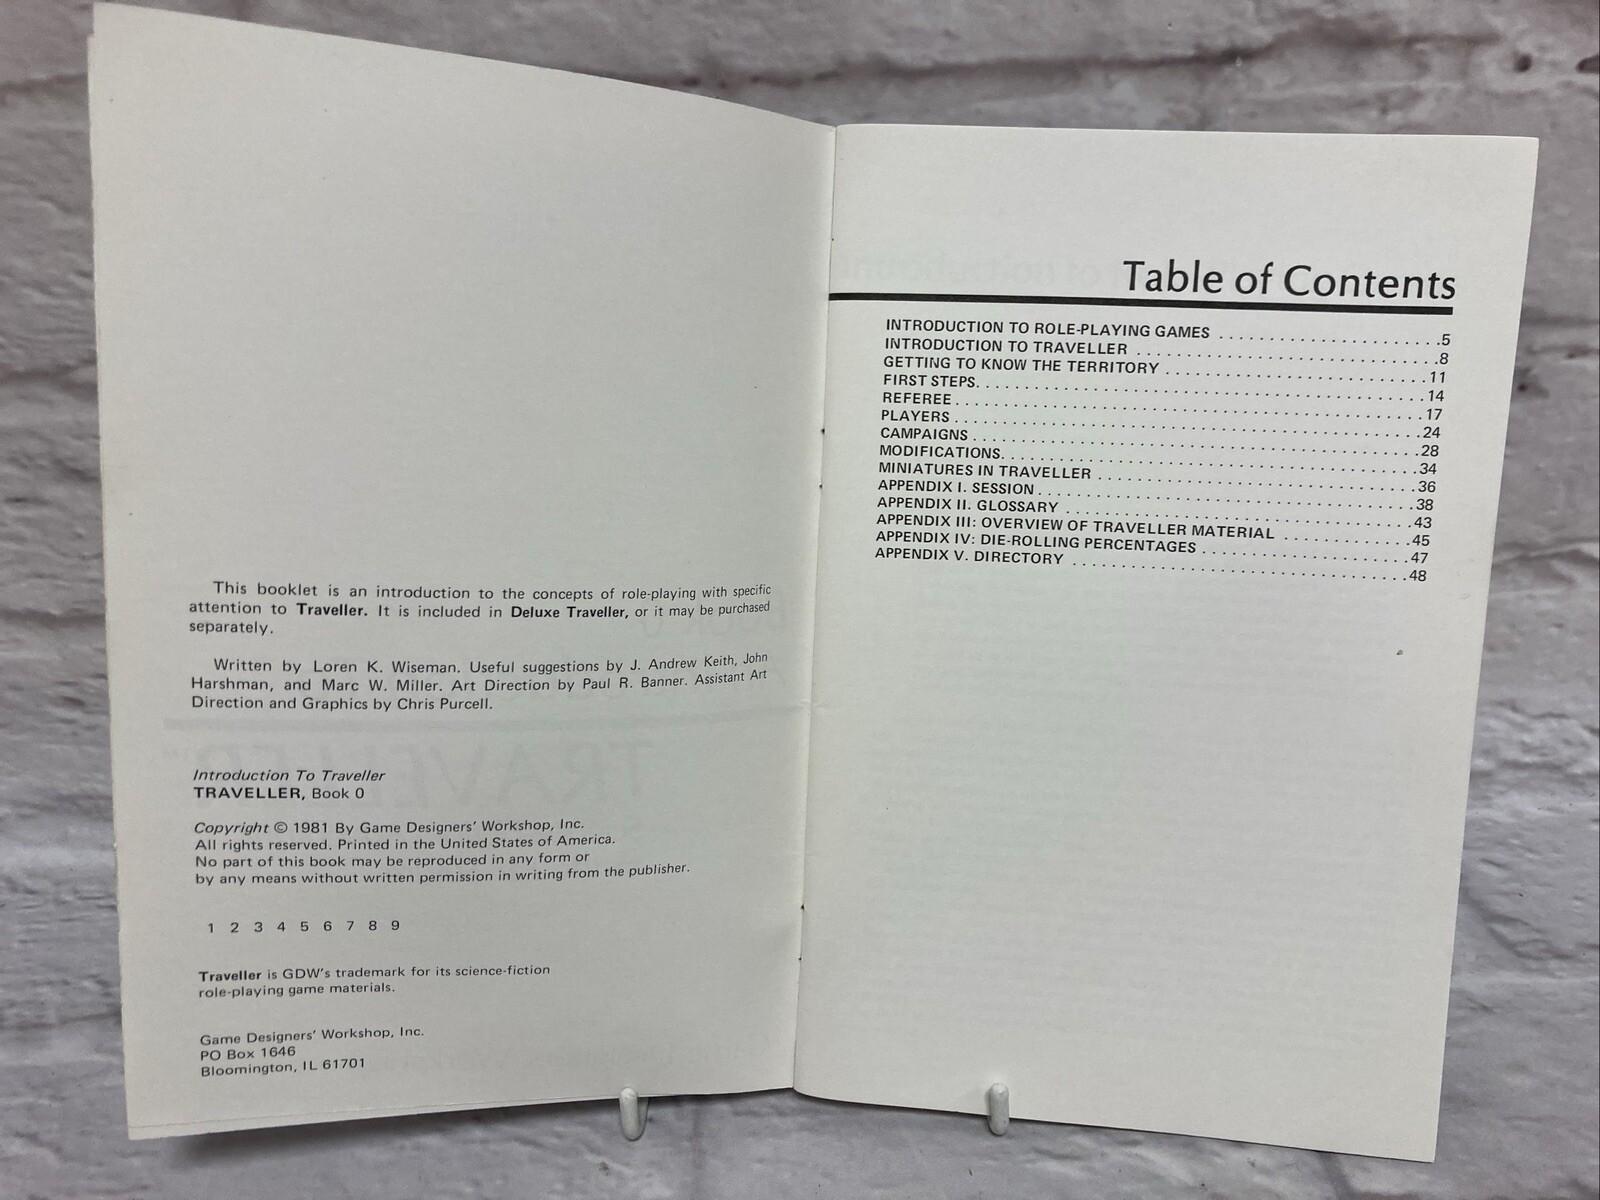 This booklet is an introduction to the concepts of role-playing with specific
attention to Traveller. It is included in Deluxe Traveller, or it may be purchased
separately.
Written by Loren K. Wiseman. Useful suggestions by J. Andrew Keith, John
Harshman, and Marc W. Miller. Art Direction by Paul R. Banner. Assistant Art
Direction and Graphics by Chris Purcell.
Introduction To Traveller
TRAVELLER, Book 0
Copyright © 1981 By Game Designers' Workshop, Inc.
All rights reserved. Printed in the United States of America.
No part of this book may be reproduced in any form or
by any means without written permission in writing from the publisher.
1 2 3 4 5 6 7 8 9
Traveller is GDW's trademark for its science-fiction
role-playing game materials.
Game Designers' Workshop, Inc.
PO Box 1646
Bloomington, IL 61701
Table of Contents
INTRODUCTION TO ROLE-PLAYING GAMES . . . . . . . . . . . . . . . . . . . . . .5
INTRODUCTION TO TRAVELLER . . . . . . . . . . . . . . . . . . . . . . . . . . . . . .8
GETTING TO KNOW THE TERRITORY . . . . . . . . . . . . . . . . . . . . . . . . . .11
FIRST STEPS. . . . . . . . . . . . . . . . . . . . . . . . . . . . . . . . . . . . . . . . . . . .14
REFEREE . . . . . . . . . . . . . . . . . . . . . . . . . . . . . . . . . . . . . . . . . . . . . .17
PLAYERS . . . . . . . . . . . . . . . . . . . . . . . . . . . . . . . . . . . . . . . . . . . . . .24
CAMPAIGNS . . . . . . . . . . . . . . . . . . . . . . . . . . . . . . . . . . . . . . . . . . . .28
MODIFICATIONS. . . . . . . . . . . . . . . . . . . . . . . . . . . . . . . . . . . . . . . . .34
MINIATURES IN TRAVELLER . . . . . . . . . . . . . . . . . . . . . . . . . . . . . . .36
APPENDIX I. SESSION . . . . . . . . . . . . . . . . . . . . . . . . . . . . . . . . . . . . .38
APPENDIX II. GLOSSARY . . . . . . . . . . . . . . . . . . . . . . . . . . . . . . . . . .43
APPENDIX III: OVERVIEW OF TRAVELLER MATERIAL . . . . . . . . . . . . .45
APPENDIX IV: DIE-ROLLING PERCENTAGES . . . . . . . . . . . . . . . . . . . .47
APPENDIX V. DIRECTORY . . . . . . . . . . . . . . . . . . . . . . . . . . . . . . . . .48